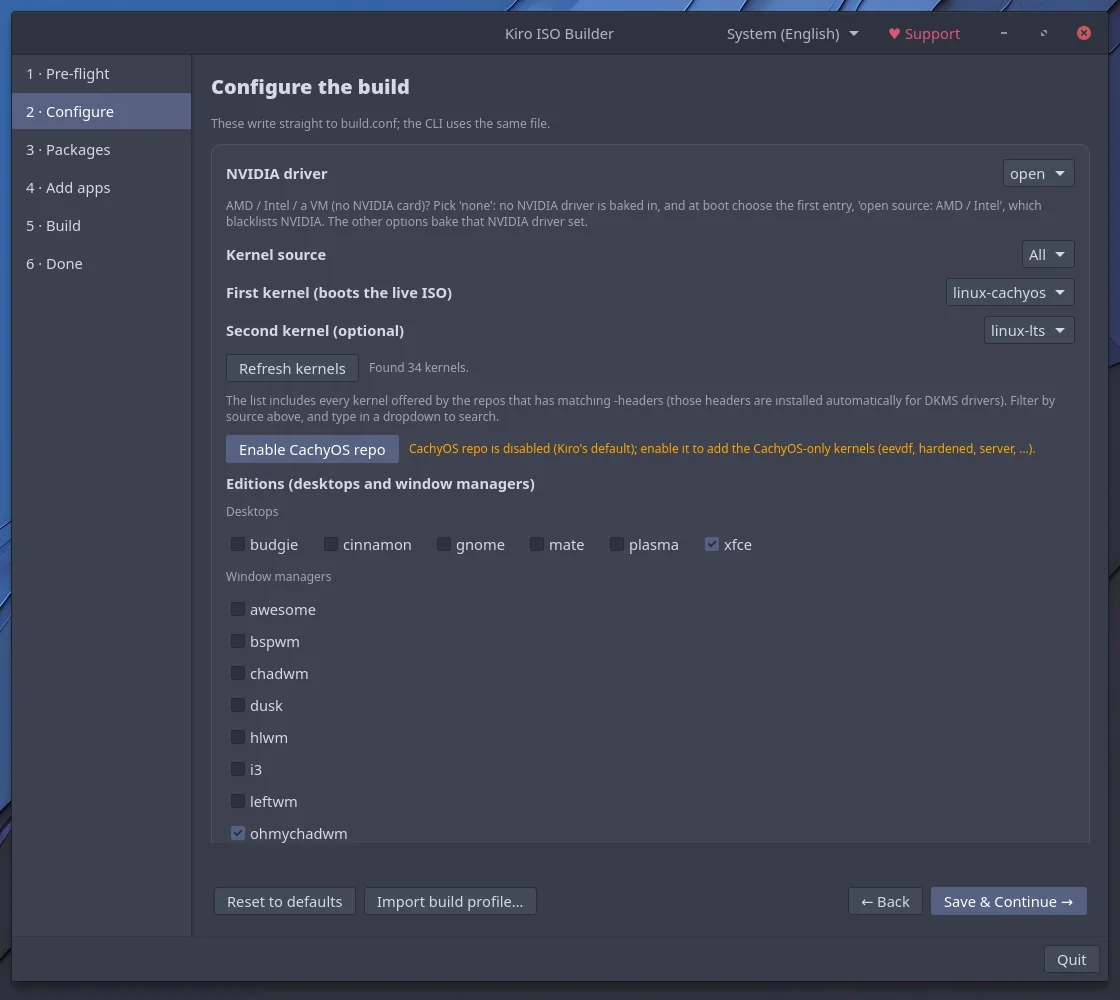 Kiro ISO Builder
System (English)
♥ Support
1 · Pre-flight
2 · Configure
3 · Packages
4 · Add apps
5 · Build
6 · Done
Configure the build
These write straight to build.conf; the CLI uses the same file.
NVIDIA driver
open
AMD / Intel / a VM (no NVIDIA card)? Pick 'none': no NVIDIA driver is baked in, and at boot choose the first entry, 'open source: AMD / Intel', which
blacklists NVIDIA. The other options bake that NVIDIA driver set.
Kernel source
All
First kernel (boots the live ISO)
linux-cachyos
Second kernel (optional)
linux-lts
Refresh kernels
Found 34 kernels.
The list includes every kernel offered by the repos that has matching -headers (those headers are installed automatically for DKMS drivers). Filter by
source above, and type in a dropdown to search.
Enable CachyOS repo
CachyOS repo is disabled (Kiro's default); enable it to add the CachyOS-only kernels (eevdf, hardened, server, ...).
Editions (desktops and window managers)
Desktops
budgie
cinnamon
gnome
mate
plasma
xfce
Window managers
awesome
bspwm
chadwm
dusk
hlwm
i3
leftwm
ohmychadwm
Reset to defaults
Import build profile...
← Back
Save & Continue →
Quit